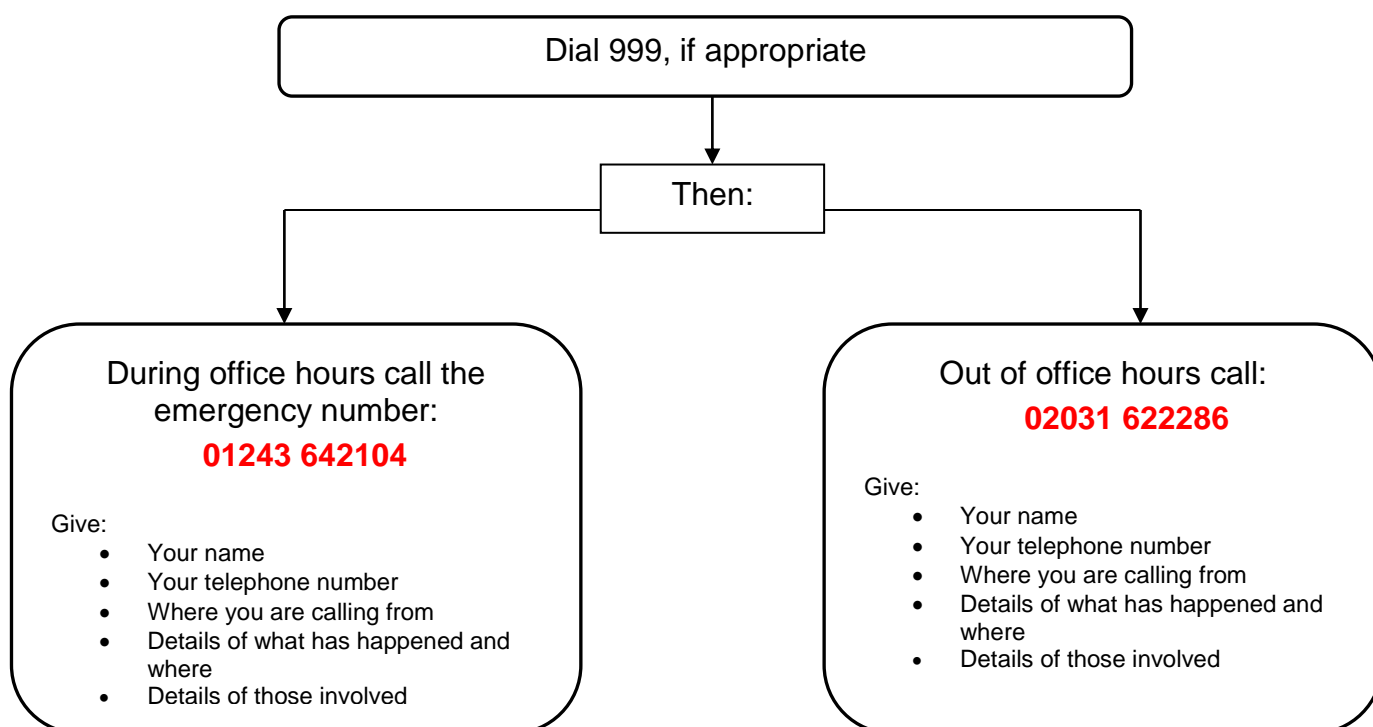 Dial 999, if appropriate
Then:
During office hours call the
emergency number:
01243 642104
Give:
• Your name
• Your telephone number
• Where you are calling from
• Details of what has happened and
where
• Details of those involved
Out of office hours call:
02031 622286
Give:
• Your name
• Your telephone number
• Where you are calling from
• Details of what has happened and
where
• Details of those involved